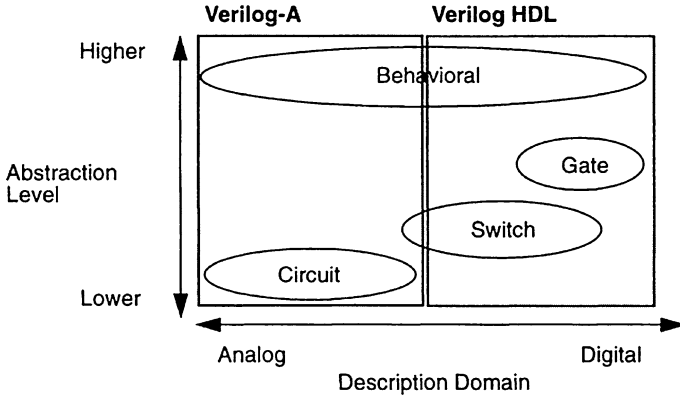 Verilog-A
Verilog HDL
Higher
Behavioral
Gate
Abstraction
Level
Switch
Circuit
Lower
Analog
Digital
Description Domain